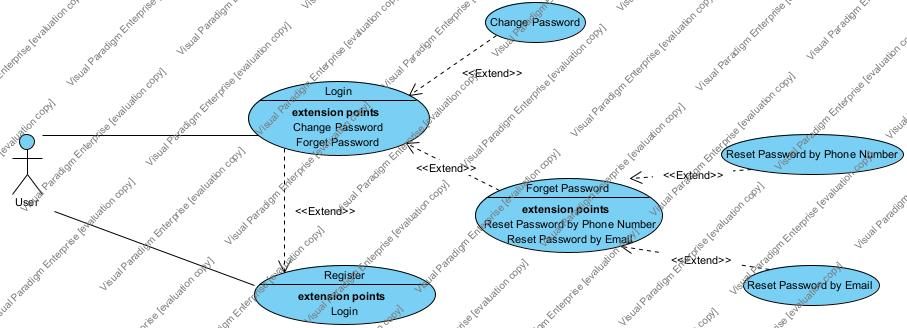 Change Password
<<Extend>>
Login
extension points
Change Password
Forget Password
Reset Password by Phone Number
<<Extend>>
<<Extend>>
Forget Password
extension points
Reset Password by Phone Number
Reset Password by Email
User
<<Extend>>
<<Extend>>
Register
extension points
Login
Reset Password by Email
Visual Paradigm Enterprise [evaluation copy]